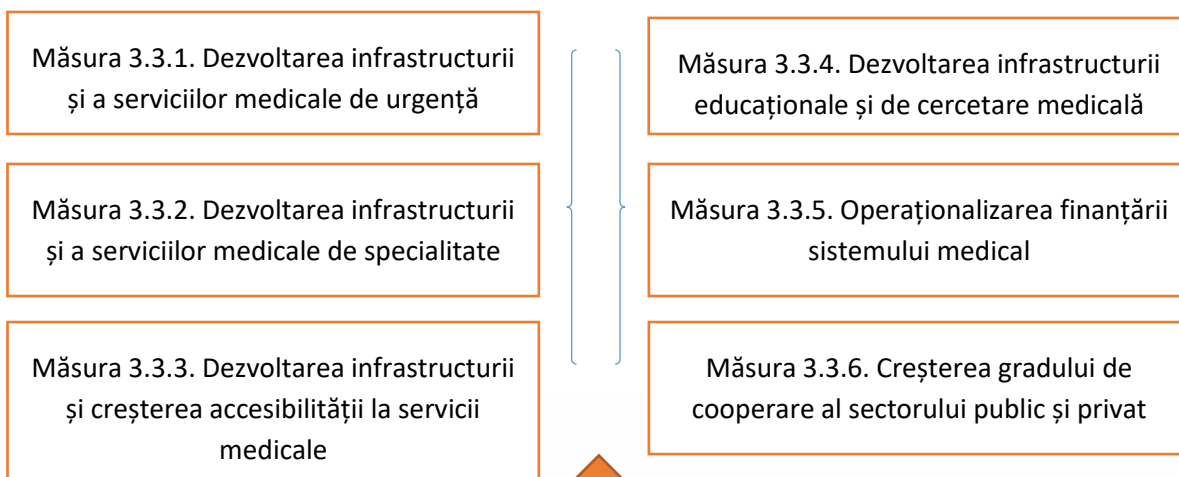 Măsura 3.3.1. Dezvoltarea infrastructurii
și a serviciilor medicale de urgență
Măsura 3.3.2. Dezvoltarea infrastructurii
și a serviciilor medicale de specialitate
Măsura 3.3.3. Dezvoltarea infrastructurii
și creșterea accesibilității la servicii
medicale
Măsura 3.3.4. Dezvoltarea infrastructurii
educaționale și de cercetare medicală
Măsura 3.3.5. Operaționalizarea finanțării
sistemului medical
Măsura 3.3.6. Creșterea gradului de
cooperare al sectorului public și privat